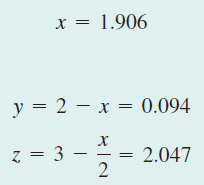 x = 1.906
y = 2 − x = 0.094
z = 3 − x/2 = 2.047